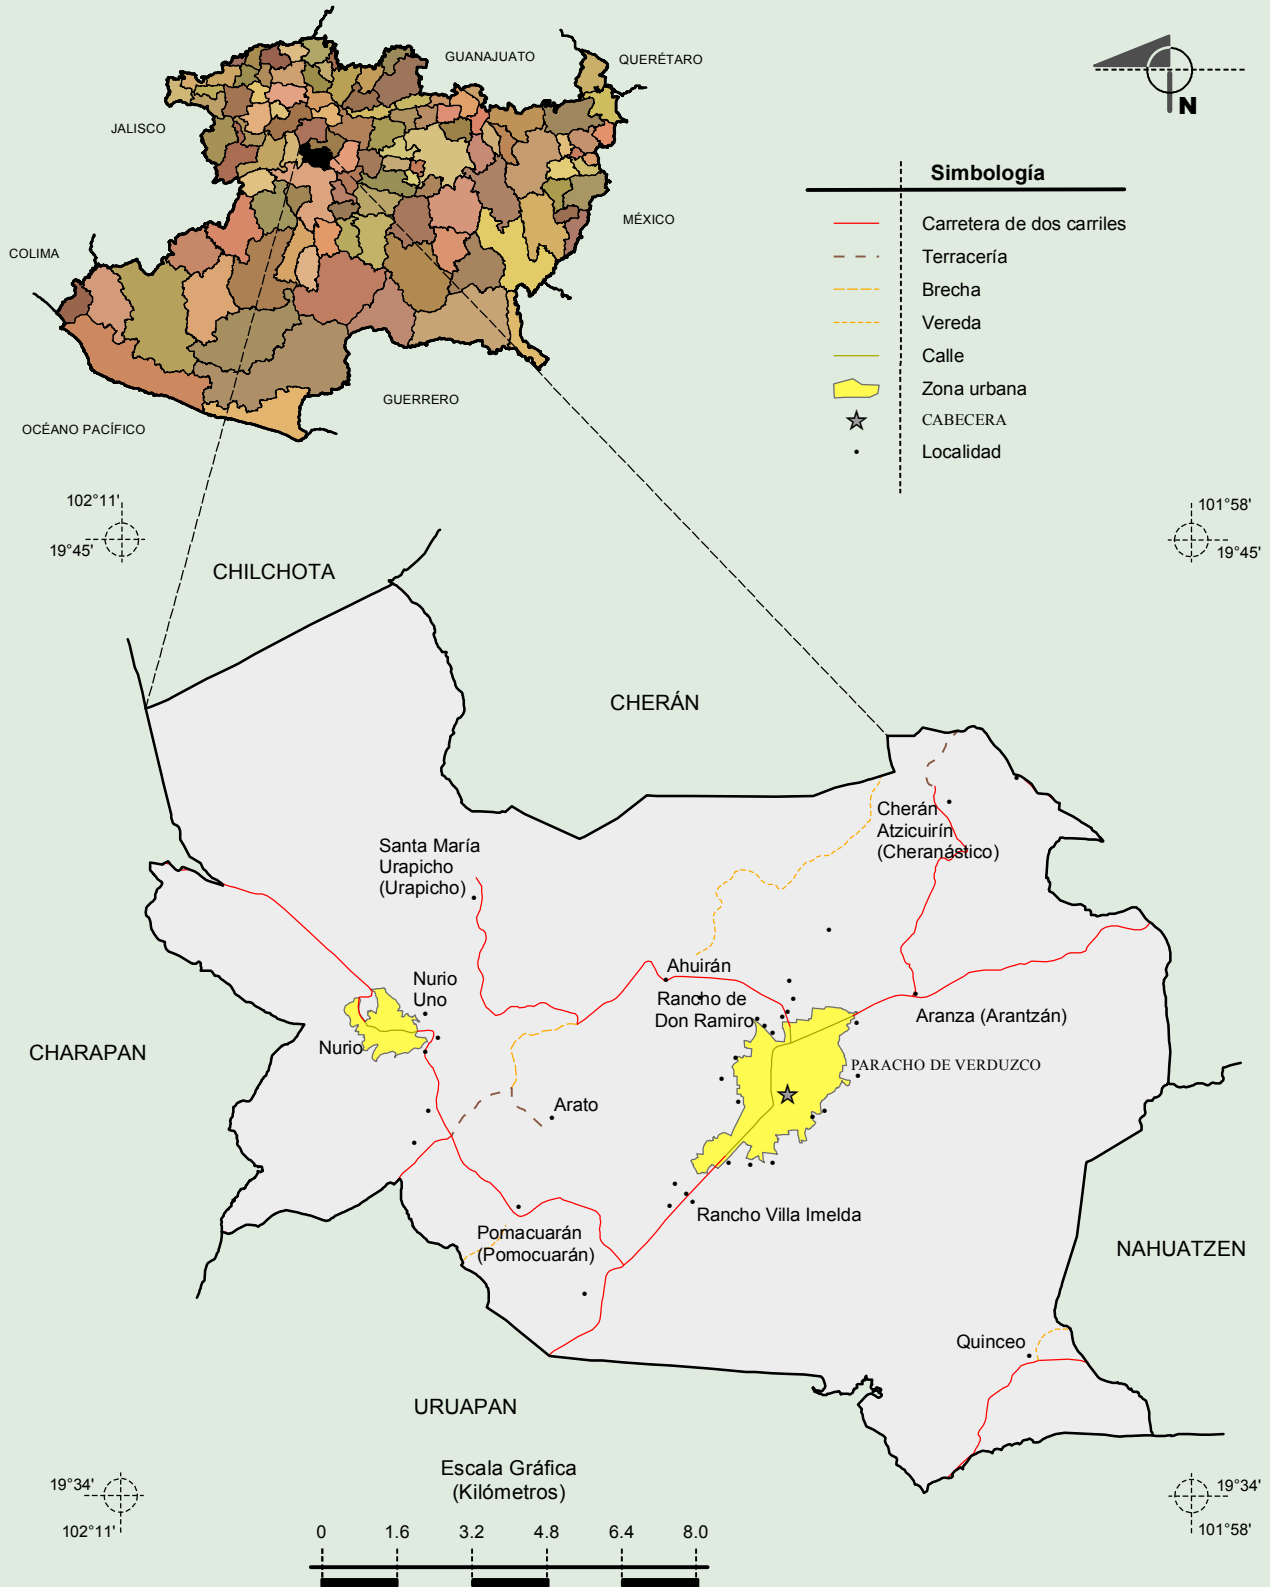 GUANAJUATO
QUERÉTARO
JALISCO
MÉXICO
COLIMA
GUERRERO
OCÉANO PACÍFICO
N
Simbología
Carretera de dos carriles
Terracería
Brecha
Vereda
Calle
Zona urbana
CABECERA
Localidad
102°11'
19°45'
101°58'
19°45'
CHILCHOTA
CHERÁN
Cherán
Atzicuirín
(Cheranástico)
Santa María
Urapicho
(Urapicho)
Ahuirán
Nurio
Uno
Rancho de
Don Ramiro
Aranza (Arantzán)
Nurio
CHARAPAN
PARACHO DE VERDUZCO
Arato
Rancho Villa Imelda
Pomacuarán
(Pomocuarán)
NAHUATZEN
Quinceo
URUAPAN
Escala Gráfica
(Kilómetros)
19°34'
102°11'
19°34'
101°58'
0 1.6 3.2 4.8 6.4 8.0